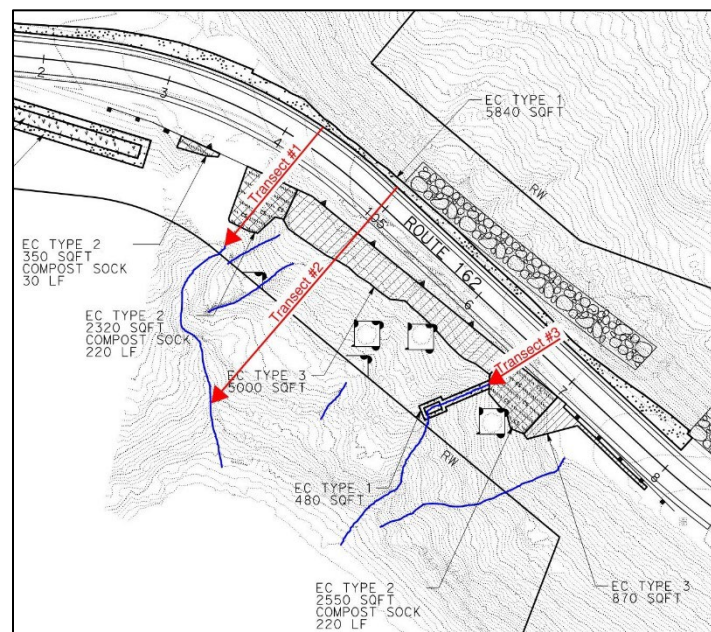 2
3
4
195
6
7
8
ROUTE 162
RW
EC TYPE 1
5840 SQFT
Transect #1
Transect #2
Transect #3
EC TYPE 2
350 SQFT
COMPOST SOCK
30 LF
EC TYPE 2
2320 SQFT
COMPOST SOCK
220 LF
EC TYPE 3
5000 SQFT
RW
EC TYPE 1
480 SQFT
EC TYPE 2
2550 SQFT
COMPOST SOCK
220 LF
EC TYPE 3
870 SQFT